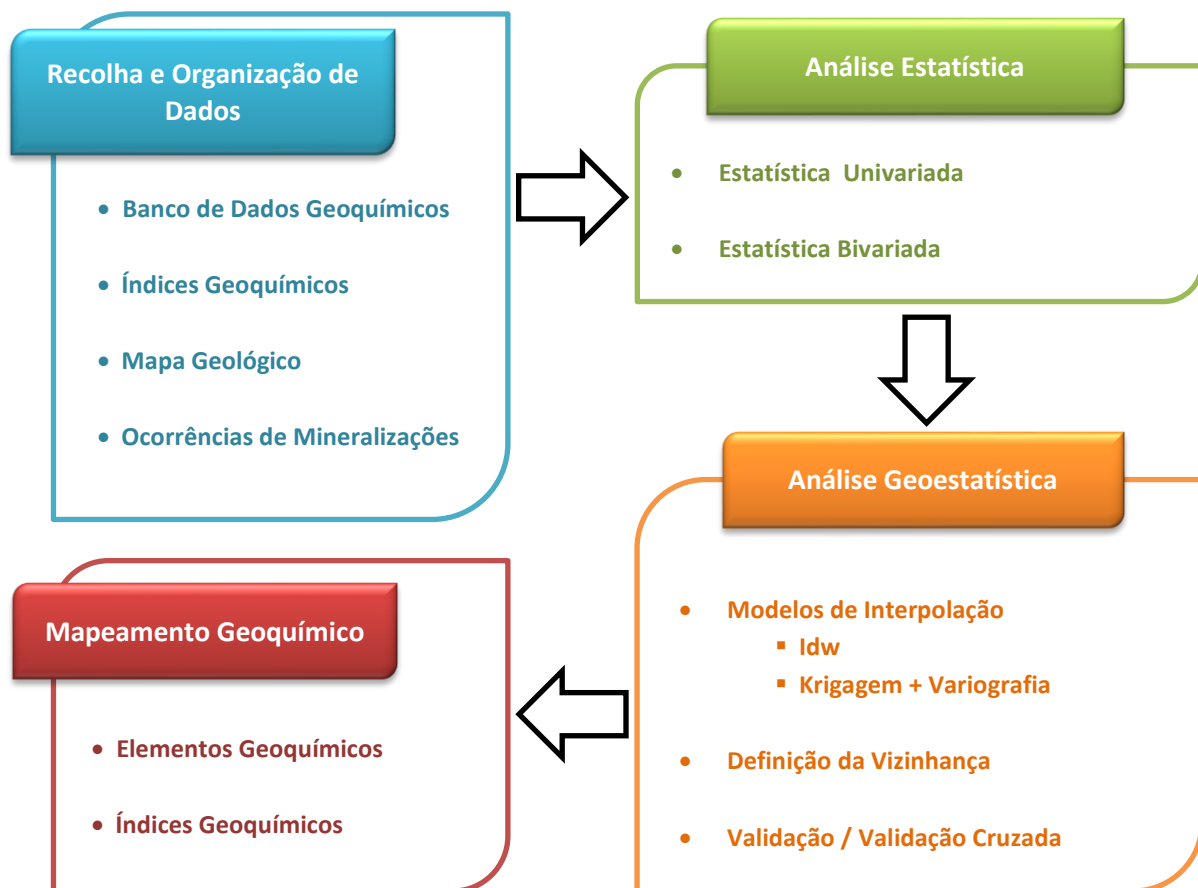 Recolha e Organização de
Dados
• Banco de Dados Geoquímicos
• Índices Geoquímicos
• Mapa Geológico
• Ocorrências de Mineralizações
Análise Estatística
• Estatística Univariada
• Estatística Bivariada
Análise Geoestatística
• Modelos de Interpolação
▪ Idw
▪ Krigagem + Variografia
• Definição da Vizinhança
• Validação / Validação Cruzada
Mapeamento Geoquímico
• Elementos Geoquímicos
• Índices Geoquímicos